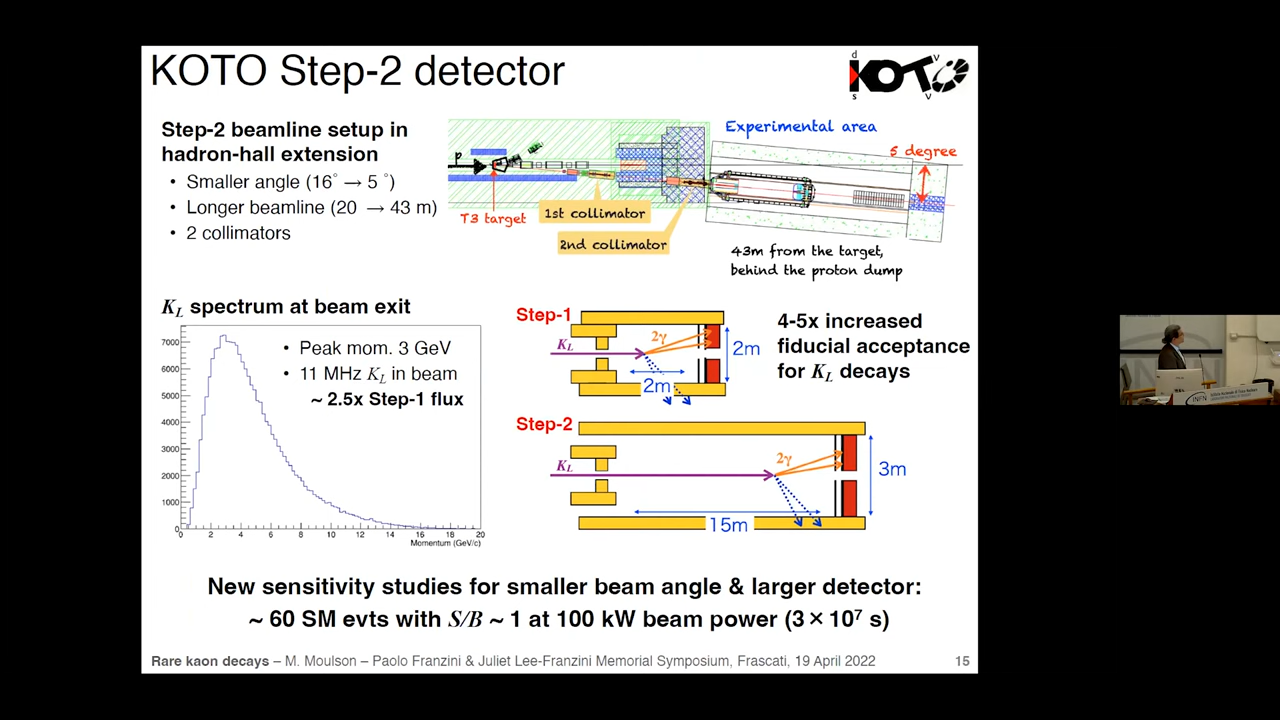 KOTO Step-2 detector
d
KOTO
s
ν
ν
Step-2 beamline setup in
hadron-hall extension
• Smaller angle (16° → 5 °)
• Longer beamline (20 → 43 m)
• 2 collimators
p
T3 target
1st collimator
2nd collimator
Experimental area
5 degree
43m from the target,
behind the proton dump
K_L spectrum at beam exit
• Peak mom. 3 GeV
• 11 MHz K_L in beam
~ 2.5x Step-1 flux
7000
6000
5000
4000
3000
2000
1000
0
0 2 4 6 8 10 12 14 16 18 20
Momentum (GeV/c)
Step-1
K_L
2γ
2m
2m
Step-2
K_L
2γ
3m
15m
4-5x increased
fiducial acceptance
for K_L decays
New sensitivity studies for smaller beam angle & larger detector:
~ 60 SM evts with S/B ~ 1 at 100 kW beam power (3 × 10⁷ s)
Rare kaon decays – M. Moulson – Paolo Franzini & Juliet Lee-Franzini Memorial Symposium, Frascati, 19 April 2022
15
INFN